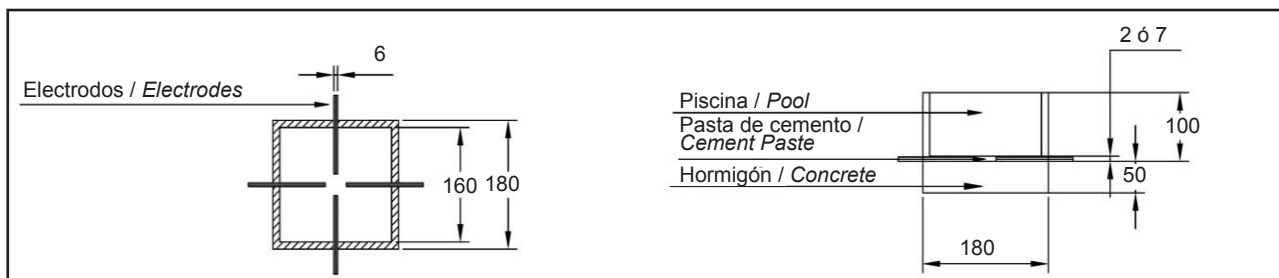 6
Electrodos / Electrodes
160
180
2 ó 7
Piscina / Pool
Pasta de cemento /
Cement Paste
Hormigón / Concrete
100
50
180